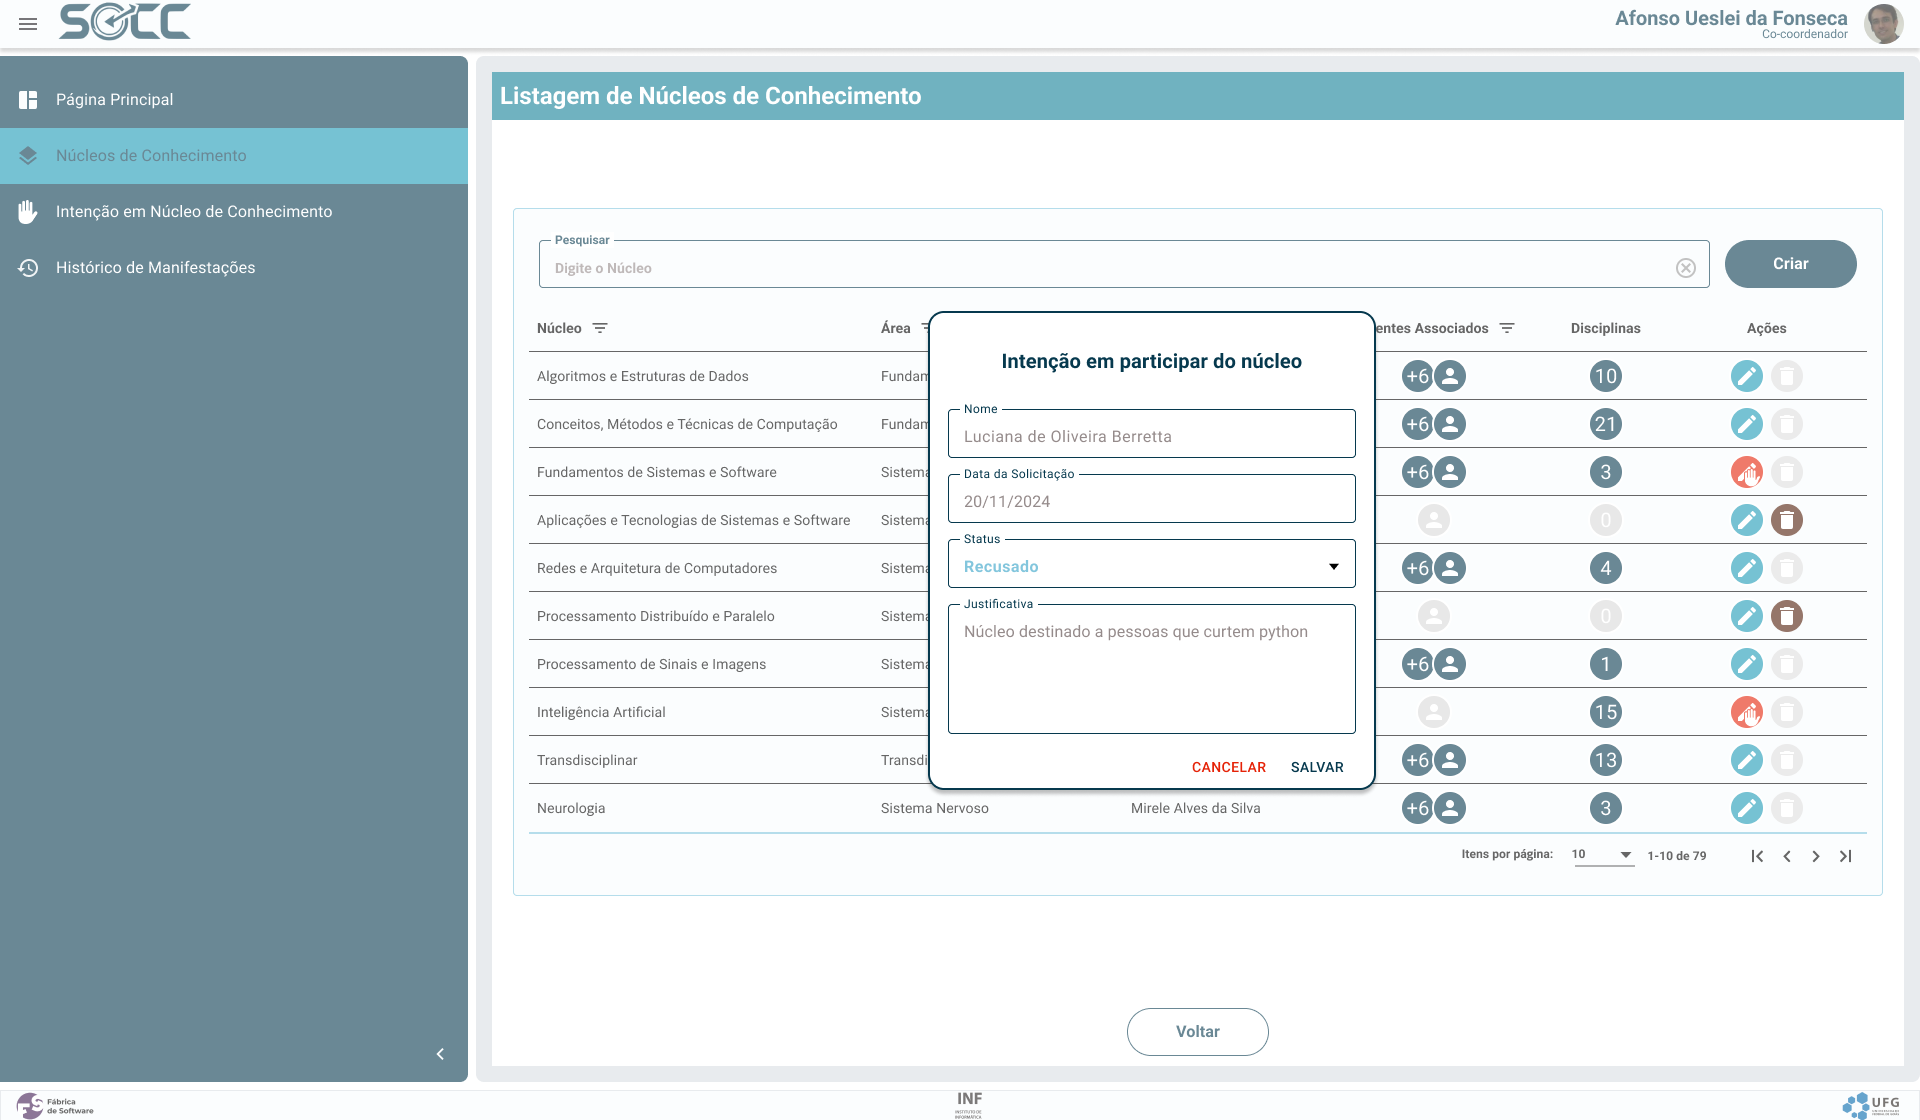 SOCC
Afonso Ueslei da Fonseca
Co-coordenador
Página Principal
Núcleos de Conhecimento
Intenção em Núcleo de Conhecimento
Histórico de Manifestações
Listagem de Núcleos de Conhecimento
Pesquisar
Digite o Núcleo
Criar
Núcleo Área entes Associados Disciplinas Ações
Algoritmos e Estruturas de Dados Fundam +6 10
Conceitos, Métodos e Técnicas de Computação Fundam +6 21
Fundamentos de Sistemas e Software Sistema +6 3
Aplicações e Tecnologias de Sistemas e Software Sistema 0
Redes e Arquitetura de Computadores Sistema +6 4
Processamento Distribuído e Paralelo Sistema 0
Processamento de Sinais e Imagens Sistema +6 1
Inteligência Artificial Sistema 15
Transdisciplinar Transdi +6 13
Neurologia Sistema Nervoso Mirele Alves da Silva +6 3
Intenção em participar do núcleo
Nome
Luciana de Oliveira Berretta
Data da Solicitação
20/11/2024
Status
Recusado
Justificativa
Núcleo destinado a pessoas que curtem python
CANCELAR SALVAR
Itens por página: 10 1-10 de 79
Voltar
FS Fábrica
de Software
INF
INSTITUTO DE
INFORMÁTICA
UFG